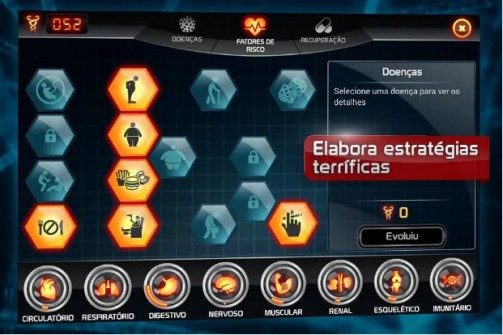 052
DOENÇAS
FATORES DE
RISCO
RECUPERAÇÃO
Doenças
Selecione uma doença para ver os
detalhes
Elabora estratégias
terríficas
0
Evoluiu
CIRCULATÓRIO
RESPIRATÓRIO
DIGESTIVO
NERVOSO
MUSCULAR
RENAL
ESQUELÉTICO
IMUNITÁRIO